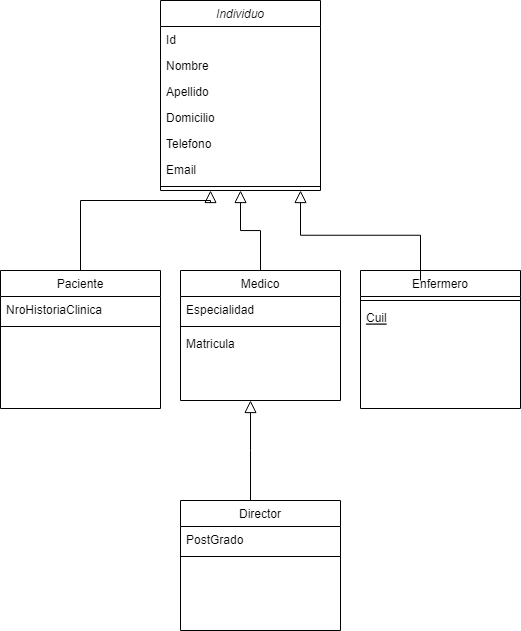 Individuo
Id
Nombre
Apellido
Domicilio
Telefono
Email
Paciente
NroHistoriaClinica
Medico
Especialidad
Matricula
Enfermero
Cuil
Director
PostGrado